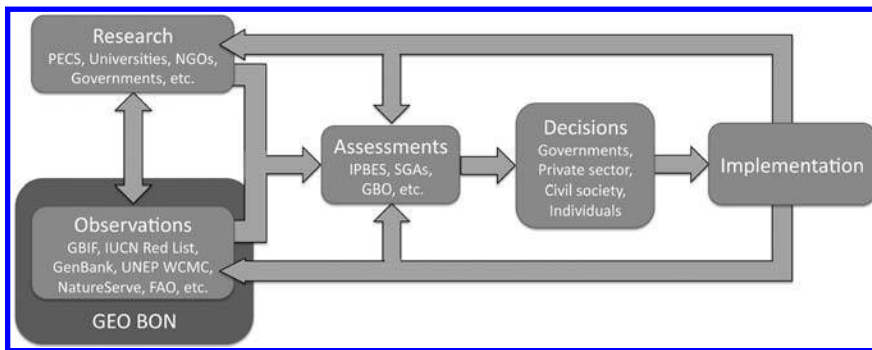 Research
PECS, Universities, NGOs,
Governments, etc.
Assessments
IPBES, SGAs,
GBO, etc.
Decisions
Governments,
Private sector,
Civil society,
Individuals
Implementation
Observations
GBIF, IUCN Red List,
GenBank, UNEP WCMC,
NatureServe, FAO, etc.
GEO BON